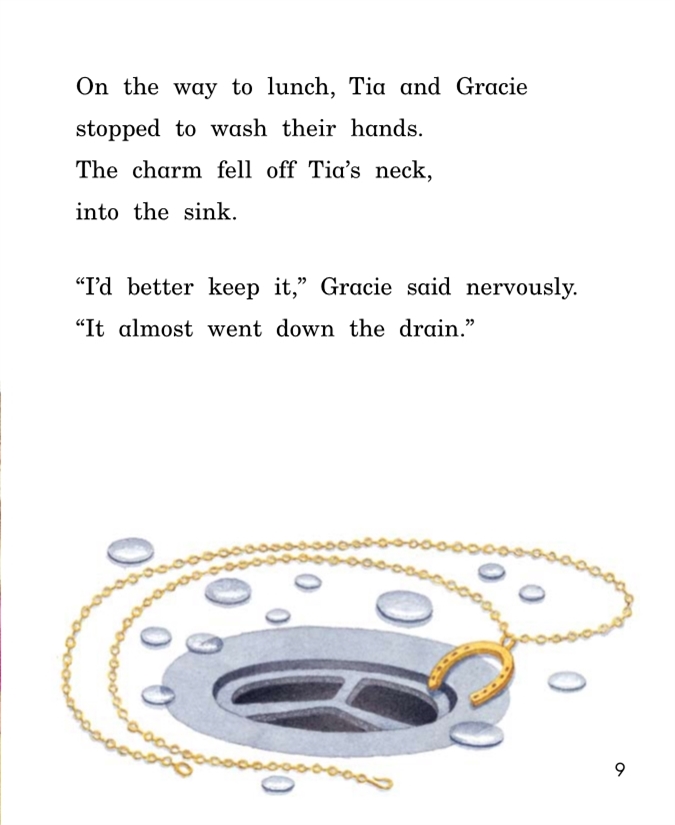 On the way to lunch, Tia and Gracie
stopped to wash their hands.
The charm fell off Tia’s neck,
into the sink.
“I’d better keep it,” Gracie said nervously.
“It almost went down the drain.”
9